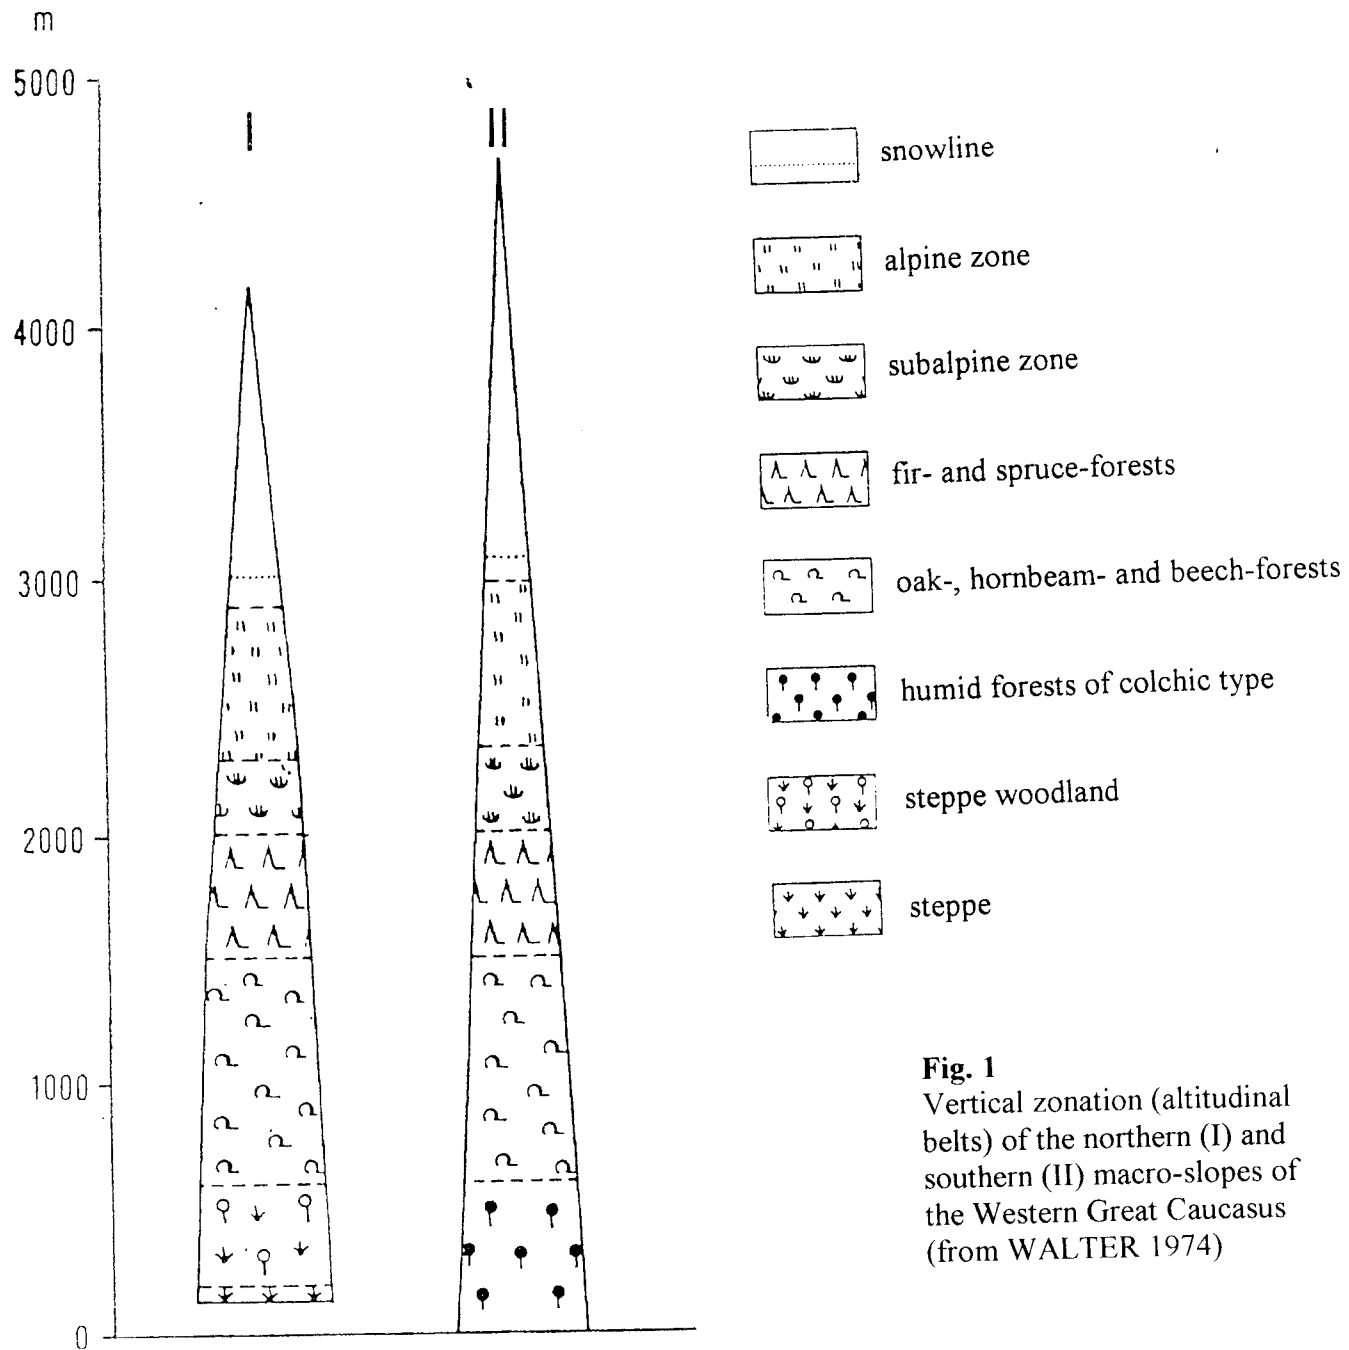 m
5000
4000
3000
2000
1000
0
I
II
snowline
alpine zone
subalpine zone
fir- and spruce-forests
oak-, hornbeam- and beech-forests
humid forests of colchic type
steppe woodland
steppe
Fig. 1
Vertical zonation (altitudinal
belts) of the northern (I) and
southern (II) macro-slopes of
the Western Great Caucasus
(from WALTER 1974)